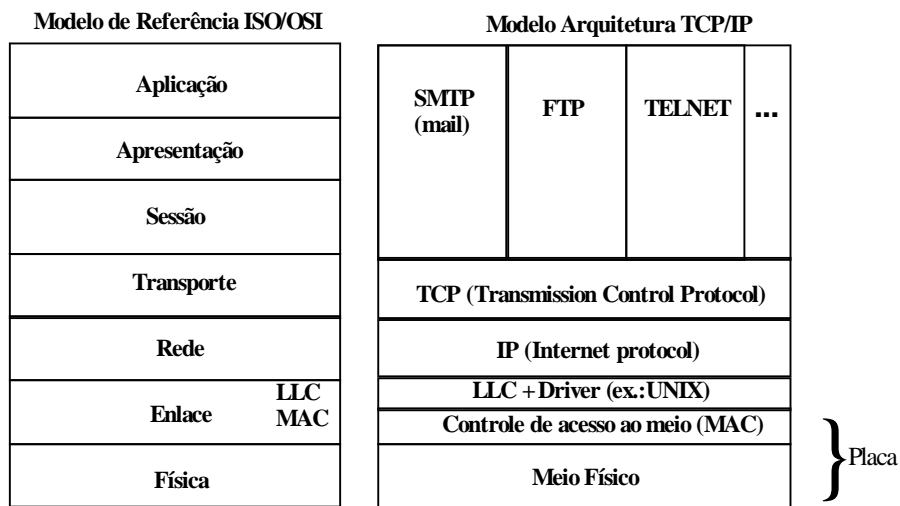 Modelo de Referência ISO/OSI
Aplicação
Apresentação
Sessão
Transporte
Rede
Enlace
LLC
MAC
Física
Modelo Arquitetura TCP/IP
SMTP
(mail)
FTP
TELNET
...
TCP (Transmission Control Protocol)
IP (Internet protocol)
LLC + Driver (ex.:UNIX)
Controle de acesso ao meio (MAC)
Meio Físico
Placa